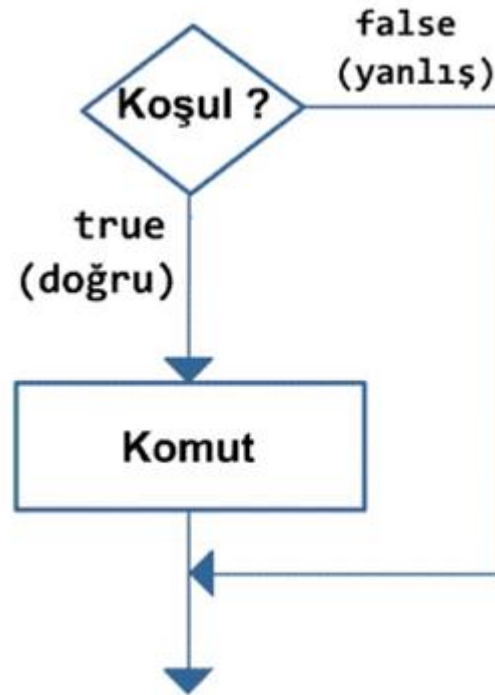 false
(yanlış)
Koşul ?
true
(doğru)
Komut